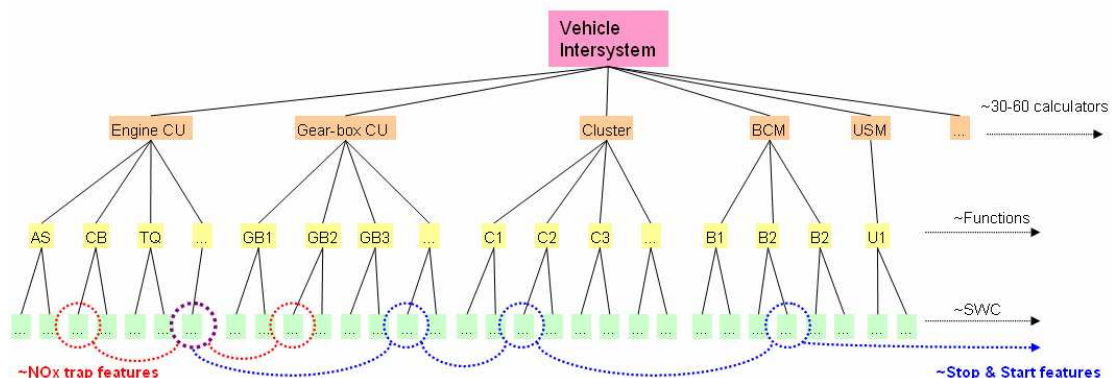 Vehicle
Intersystem
~30-60 calculators
Engine CU Gear-box CU Cluster BCM USM ...
~Functions
AS CB TQ ... GB1 GB2 GB3 ... C1 C2 C3 ... B1 B2 B2 U1
~SWC
... ... ... ... ... ... ... ... ... ... ... ... ... ... ... ... ... ... ... ... ... ... ... ... ... ... ... ... ... ... ...
~NOx trap features ~Stop & Start features